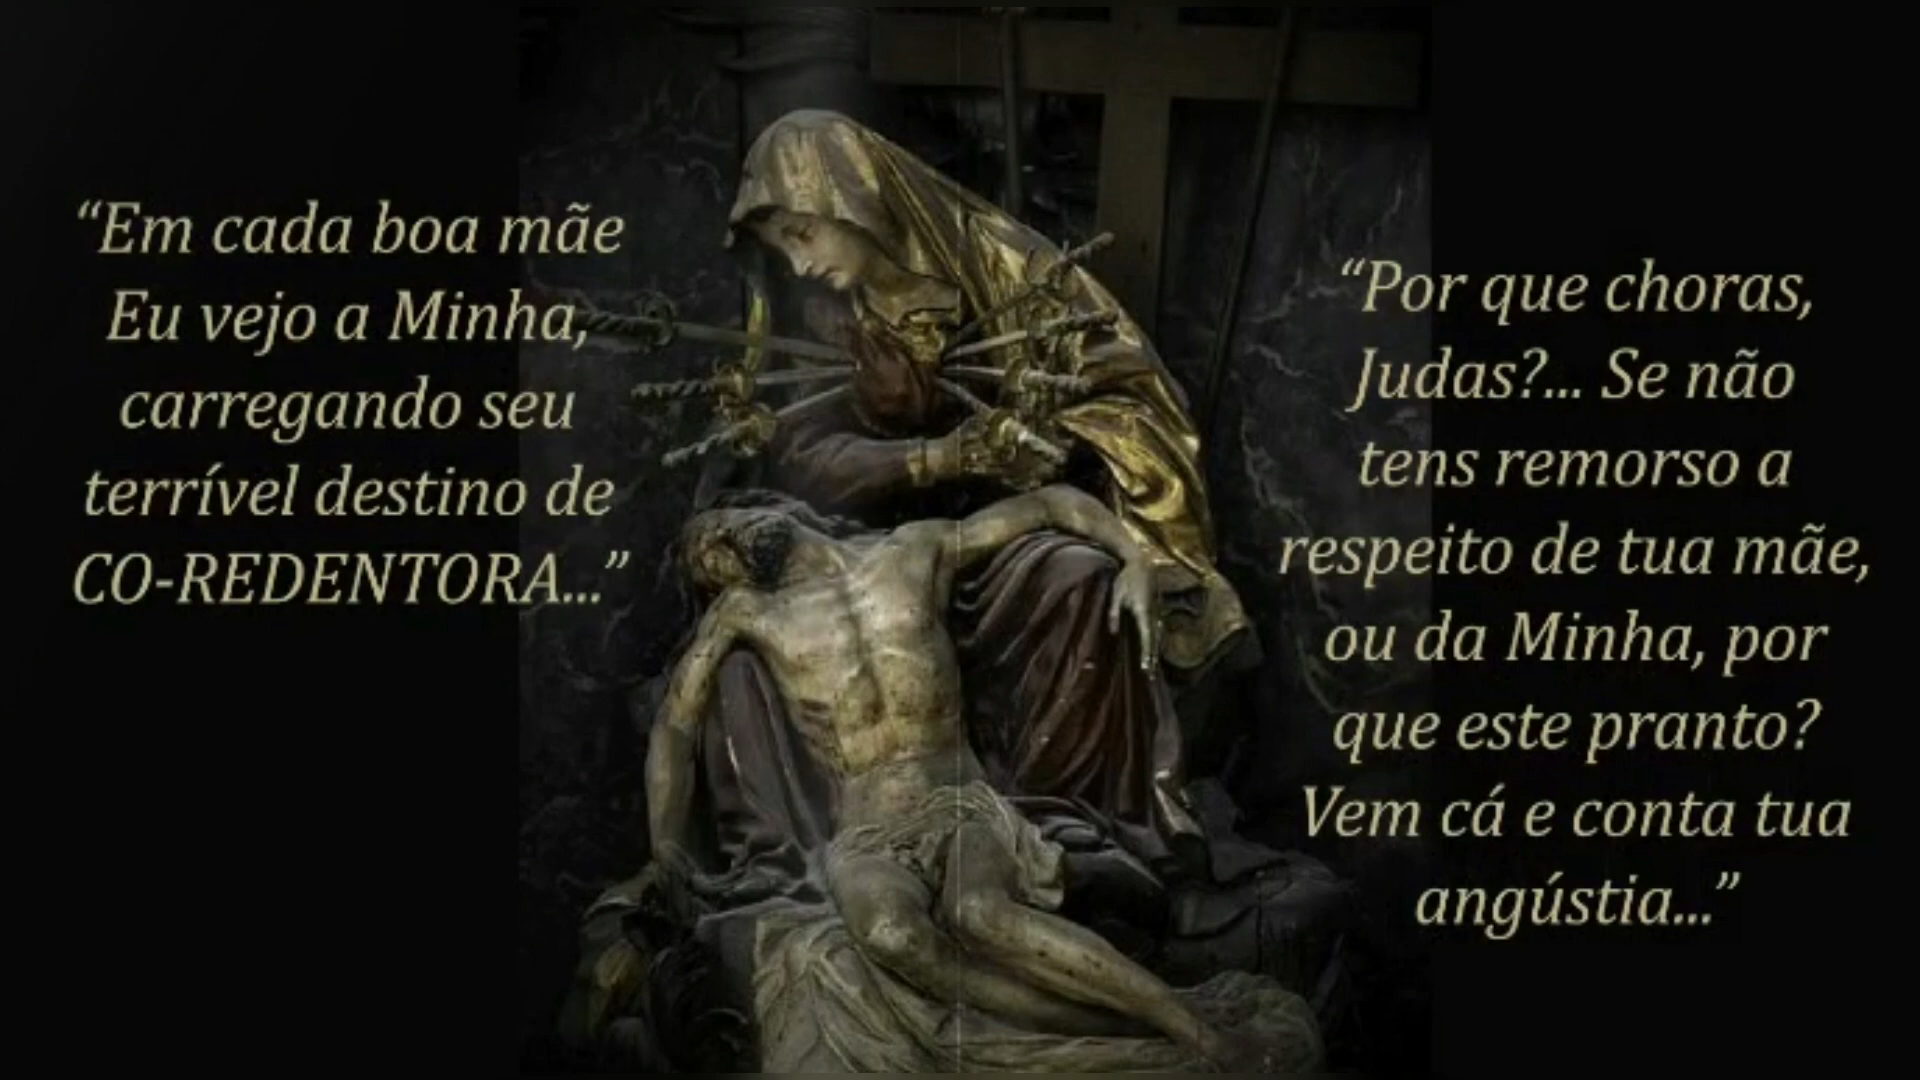 “Em cada boa mãe
Eu vejo a Minha,
carregando seu
terrível destino de
CO-REDENTORA...”
“Por que choras,
Judas?... Se não
tens remorso a
respeito de tua mãe,
ou da Minha, por
que este pranto?
Vem cá e conta tua
angústia...”